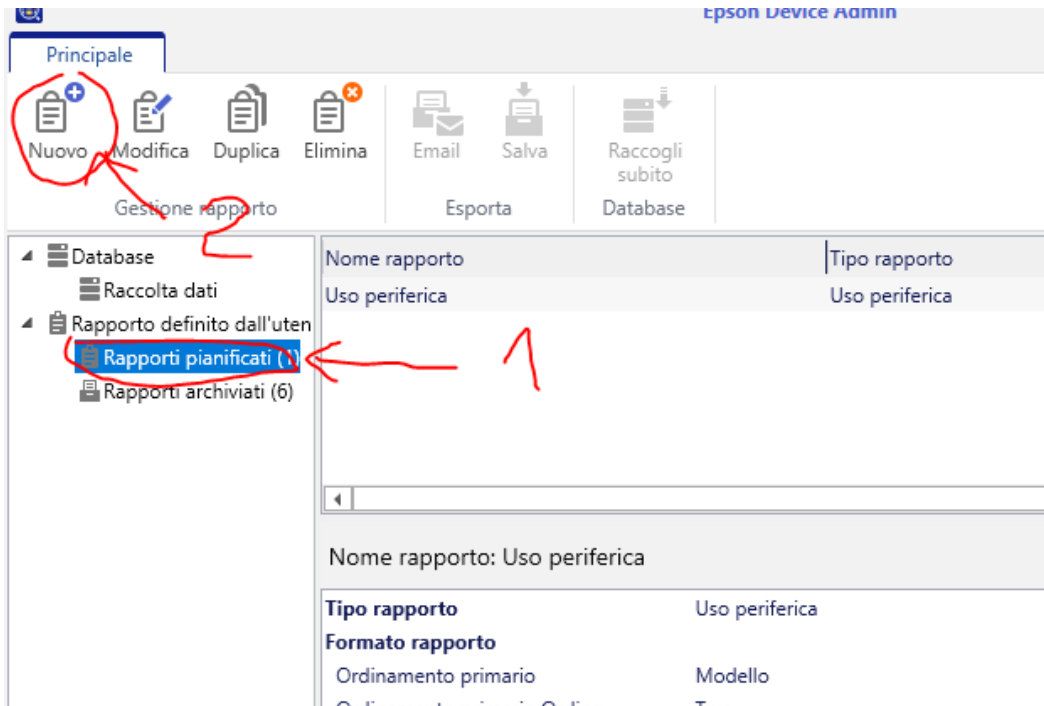 Epson Device Admin
Principale
Nuovo Modifica Duplica Elimina Email Salva Raccogli subito
Gestione rapporto Esporta Database
2
Database
Raccolta dati
Rapporto definito dall'uten
Rapporti pianificati (1)
Rapporti archiviati (6)
Nome rapporto Tipo rapporto
Uso periferica Uso periferica
1
Nome rapporto: Uso periferica
Tipo rapporto Uso periferica
Formato rapporto
Ordinamento primario Modello